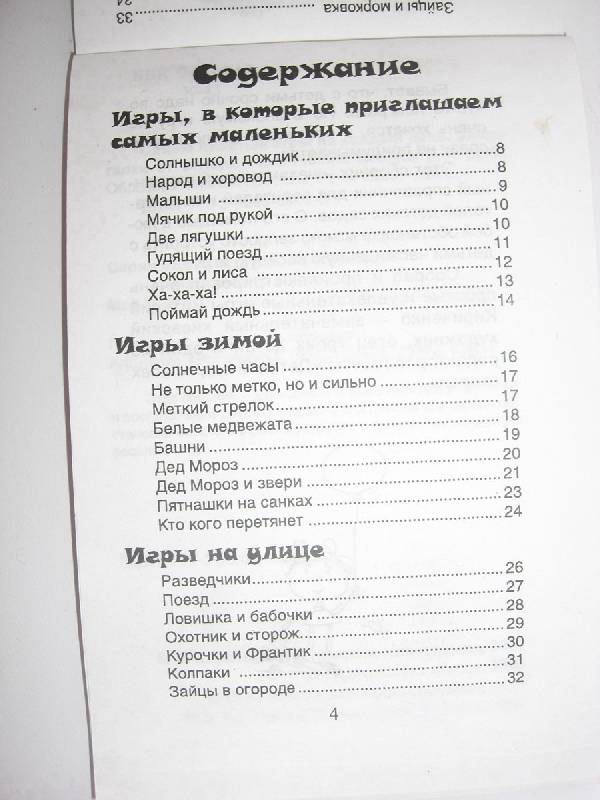 Зайцы и морковка ........ 33
Содержание
Игры, в которые приглашаем
самых маленьких
Солнышко и дождик ........ 8
Народ и хоровод ........ 8
Малыши ........ 9
Мячик под рукой ........ 10
Две лягушки ........ 10
Гудящий поезд ........ 11
Сокол и лиса ........ 12
Ха-ха-ха! ........ 13
Поймай дождь ........ 14
Игры зимой
Солнечные часы ........ 16
Не только метко, но и сильно ........ 17
Меткий стрелок ........ 17
Белые медвежата ........ 18
Башни ........ 19
Дед Мороз ........ 20
Дед Мороз и звери ........ 21
Пятнашки на санках ........ 23
Кто кого перетянет ........ 24
Игры на улице
Разведчики ........ 26
Поезд ........ 27
Ловишка и бабочки ........ 28
Охотник и сторож ........ 29
Курочки и Франтик ........ 30
Колпаки ........ 31
Зайцы в огороде ........ 32
4